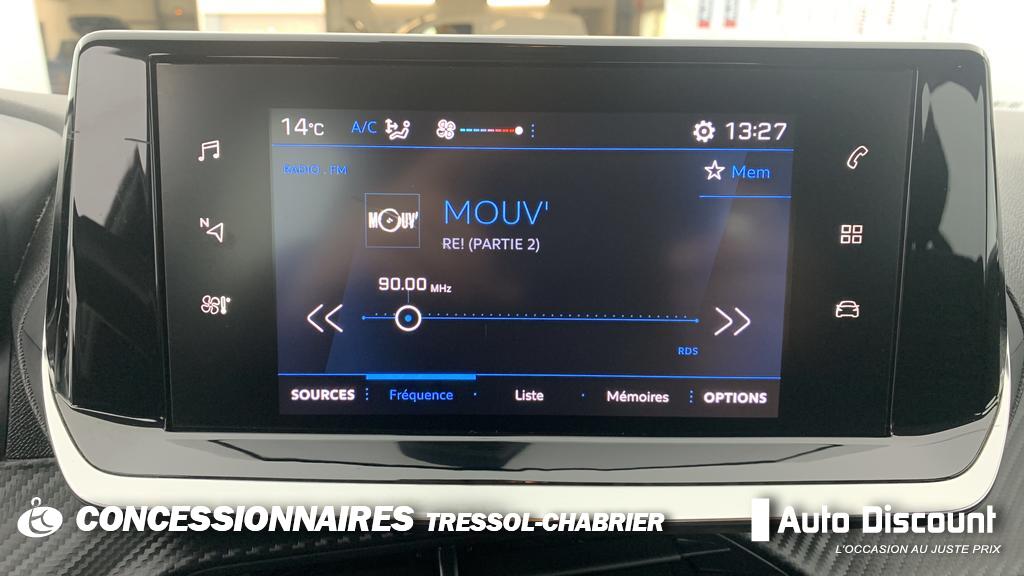 14°C A/C 13:27
RADIO . FM
Mem
MOUV'
MOUV'
RE! (PARTIE 2)
N
90.00 MHz
RDS
SOURCES Fréquence Liste Mémoires OPTIONS
CONCESSIONNAIRES TRESSOL-CHABRIER
Auto Discount
L'OCCASION AU JUSTE PRIX